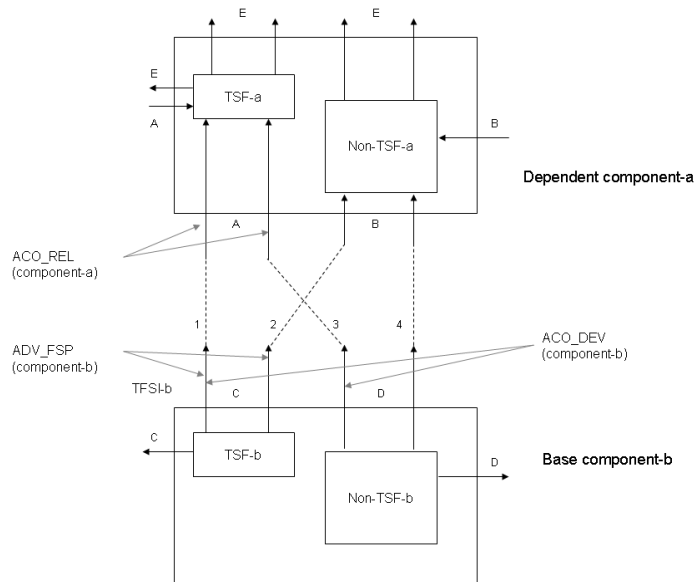 E E
E
TSF-a
A
Non-TSF-a
B
Dependent component-a
A B
ACO_REL
(component-a)
1 2 3 4
ADV_FSP
(component-b)
ACO_DEV
(component-b)
TFSI-b
C D
C
TSF-b
Base component-b
D
Non-TSF-b